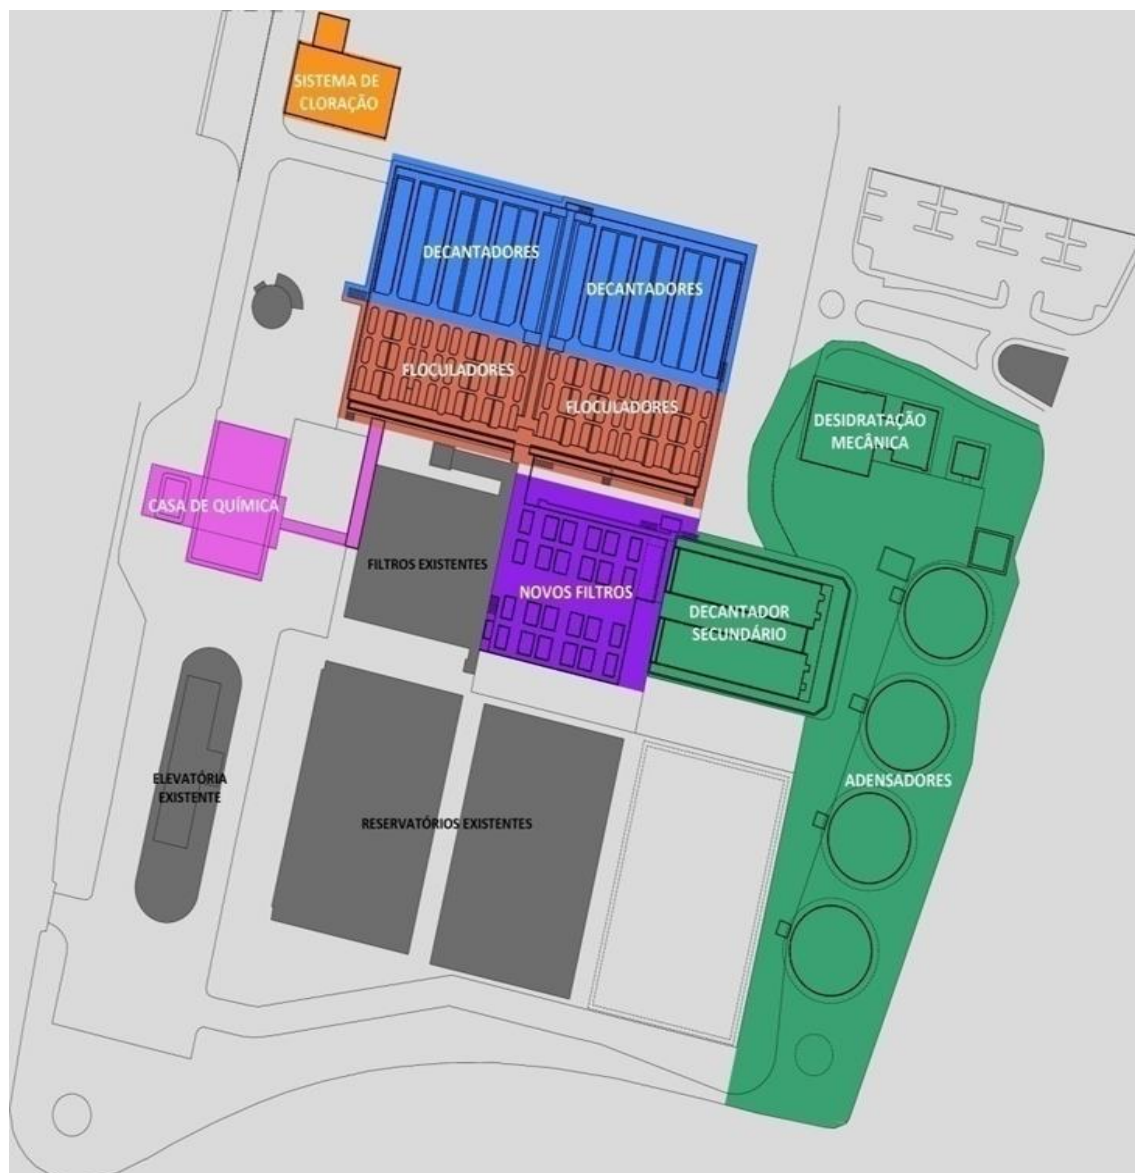 SISTEMA DE
CLORAÇÃO
DECANTADORES
DECANTADORES
FLOCULADORES
FLOCULADORES
DESIDRATAÇÃO
MECÂNICA
CASA DE QUÍMICA
FILTROS EXISTENTES
NOVOS FILTROS
DECANTADOR
SECUNDÁRIO
ELEVATÓRIA
EXISTENTE
RESERVATÓRIOS EXISTENTES
ADENSADORES